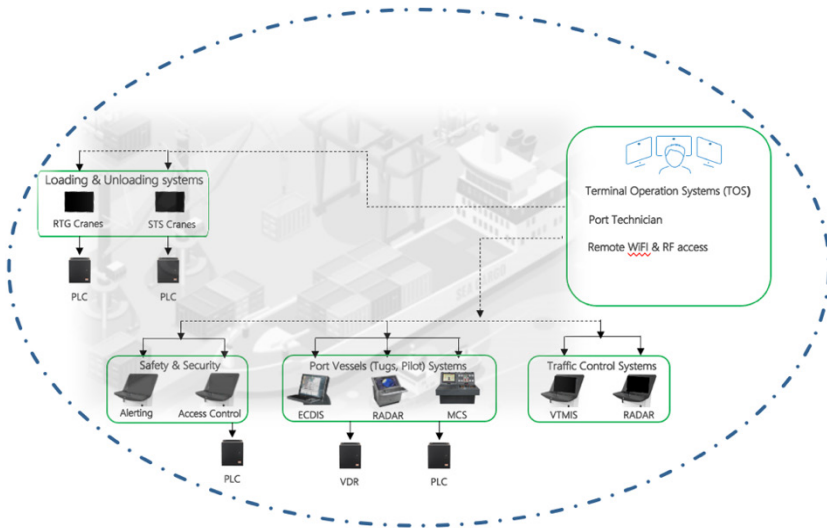 Loading & Unloading systems
RTG Cranes
STS Cranes
PLC
PLC
Terminal Operation Systems (TOS)
Port Technician
Remote WiFI & RF access
Safety & Security
Alerting
Access Control
PLC
Port Vessels (Tugs, Pilot) Systems
ECDIS
RADAR
MCS
VDR
PLC
Traffic Control Systems
VTMIS
RADAR